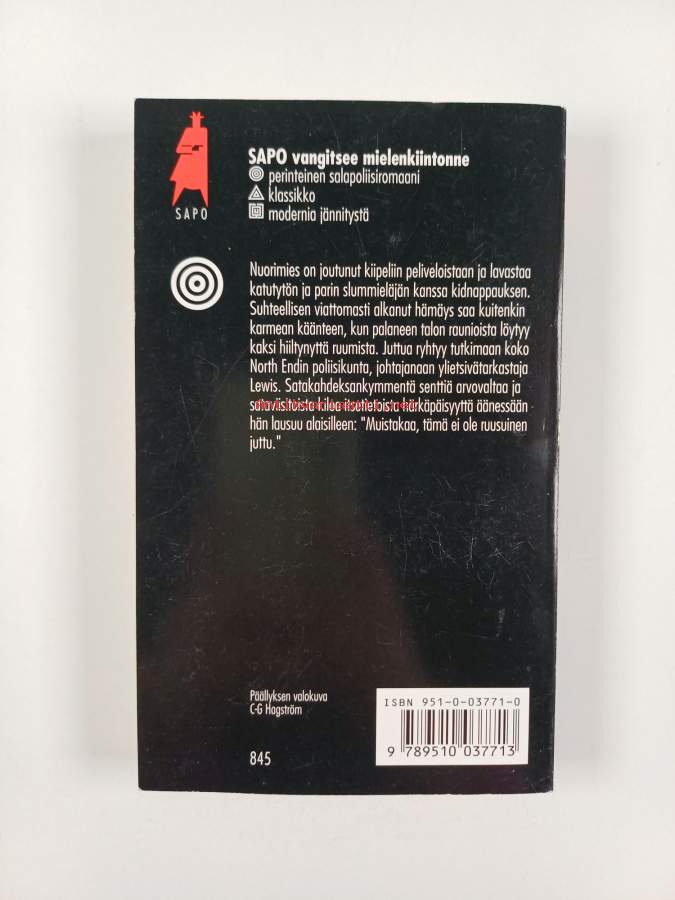 SAPO
SAPO vangitsee mielenkiintonne
perinteinen salapoliisiromaani
klassikko
modernia jännitystä
Nuorimies on joutunut kiipeliin peliveloistaan ja lavastaa
katutytön ja parin slummieläjän kanssa kidnappauksen.
Suhteellisen viattomasti alkanut hämäys saa kuitenkin
karmean käänteen, kun palaneen talon raunioista löytyy
kaksi hiiltynyttä ruumista. Juttua ryhtyy tutkimaan koko
North Endin poliisikunta, johtajanaan ylietsivätarkastaja
Lewis. Satakahdeksankymmentä senttiä arvovaltaa ja
äänessään
hän lausuu alaisilleen: "Muistakaa, tämä ei ole ruusuinen
juttu."
Päällyksen valokuva
C-G Hagström
845
ISBN 951-0-03771-0
9 789510 037713